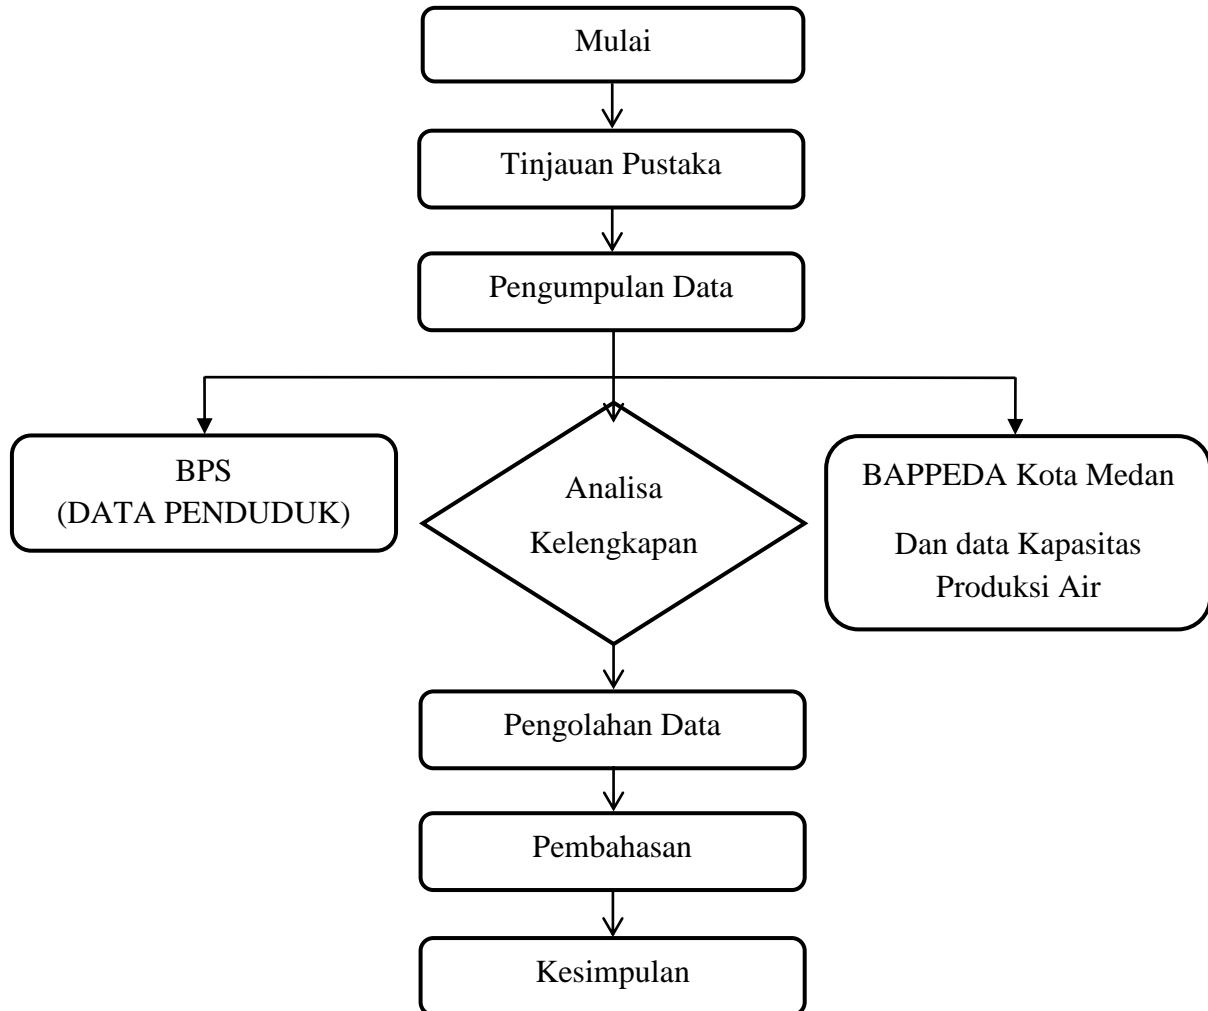 Mulai
Tinjauan Pustaka
Pengumpulan Data
BPS
(DATA PENDUDUK)
Analisa
Kelengkapan
BAPPEDA Kota Medan
Dan data Kapasitas
Produksi Air
Pengolahan Data
Pembahasan
Kesimpulan